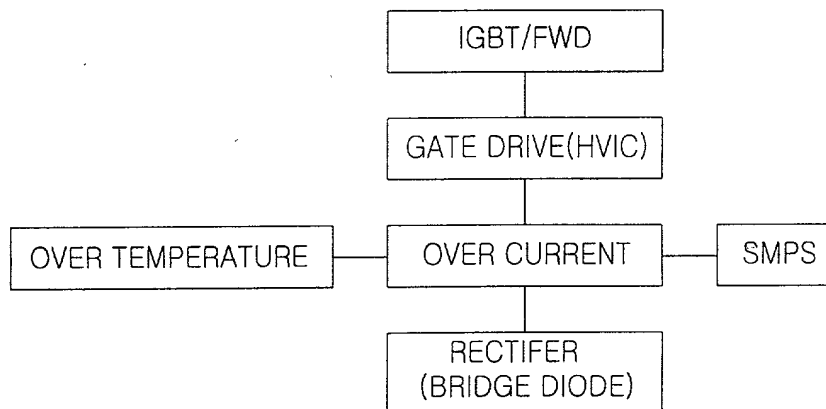 IGBT/FWD
GATE DRIVE(HVIC)
OVER TEMPERATURE
OVER CURRENT
SMPS
RECTIFER
(BRIDGE DIODE)